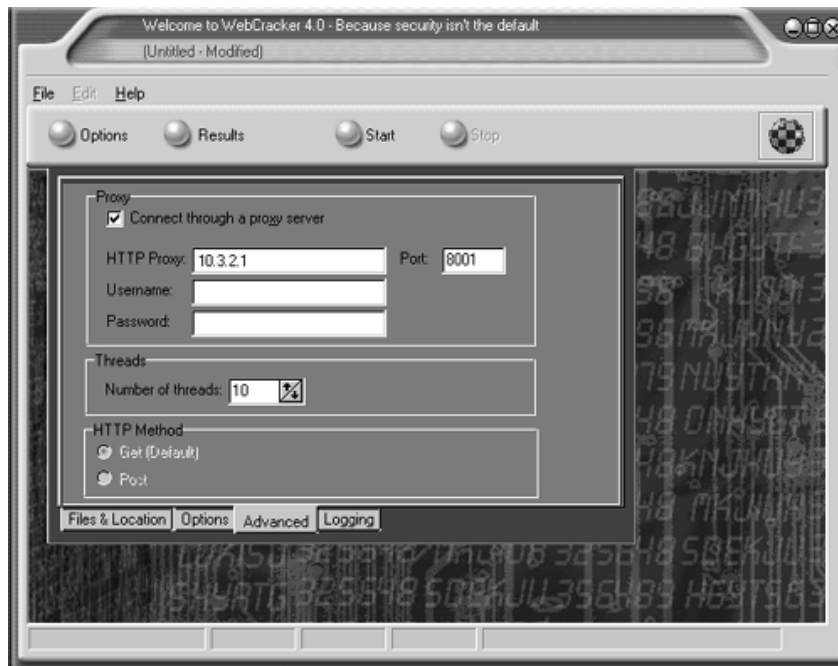 Welcome to WebCracker 4.0 - Because security isn't the default
(Untitled - Modified)
File Edit Help
Options Results Start Stop
Proxy
Connect through a proxy server
HTTP Proxy: 10.3.2.1 Port: 8001
Username:
Password:
Threads
Number of threads: 10
HTTP Method
Get (Default)
Post
Files & Location Options Advanced Logging